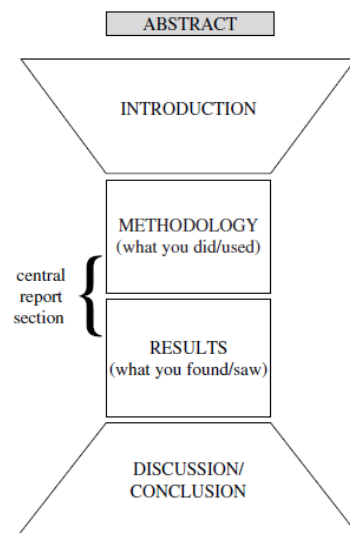 ABSTRACT
INTRODUCTION
METHODOLOGY
(what you did/used)
central
report
section
RESULTS
(what you found/saw)
DISCUSSION/
CONCLUSION